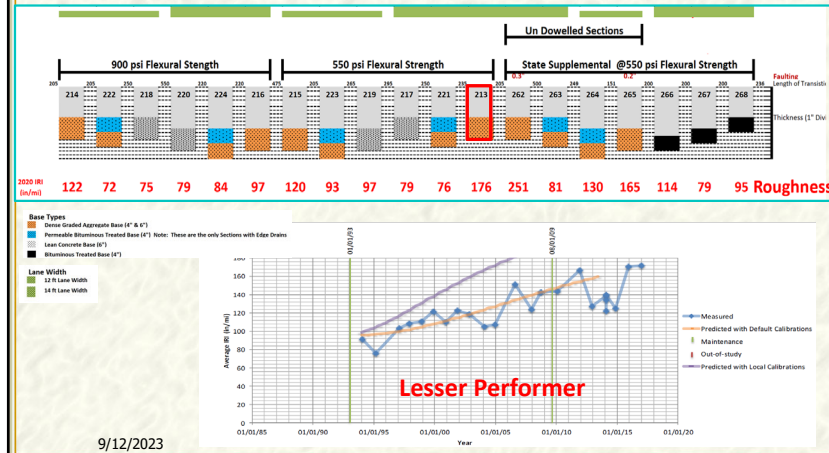 Un Dowelled Sections
900 psi Flexural Stength
550 psi Flexural Strength
State Supplemental @550 psi Flexural Strength
0.3" 0.2" Faulting
205 205 250 550 230 220 475 205 265 250 200 235 205 500 249 151 200 200 200 236 Length of Transistic
214 222 218 220 224 216 215 223 219 217 221 213 262 263 264 265 266 267 268
Thickness (1" Divi
2020 IRI
(in/mi)
122 72 75 79 84 97 120 93 97 79 76 176 251 81 130 165 114 79 95 Roughness
Base Types
Dense Graded Aggregate Base (4" & 6")
Permeable Bituminous Treated Base (4") Note: These are the only Sections with Edge Drains
Lean Concrete Base (6")
Bituminous Treated Base (4")
Lane Width
12 ft Lane Width
14 ft Lane Width
01/01/93
08/01/09
180
160
140
120
100
80
60
40
20
0
Average IRI (in/mi)
01/01/85 01/01/90 01/01/95 01/01/00 01/01/05 01/01/10 01/01/15 01/01/20
Year
Lesser Performer
Measured
Predicted with Default Calibrations
Maintenance
Out-of-study
Predicted with Local Calibrations
9/12/2023